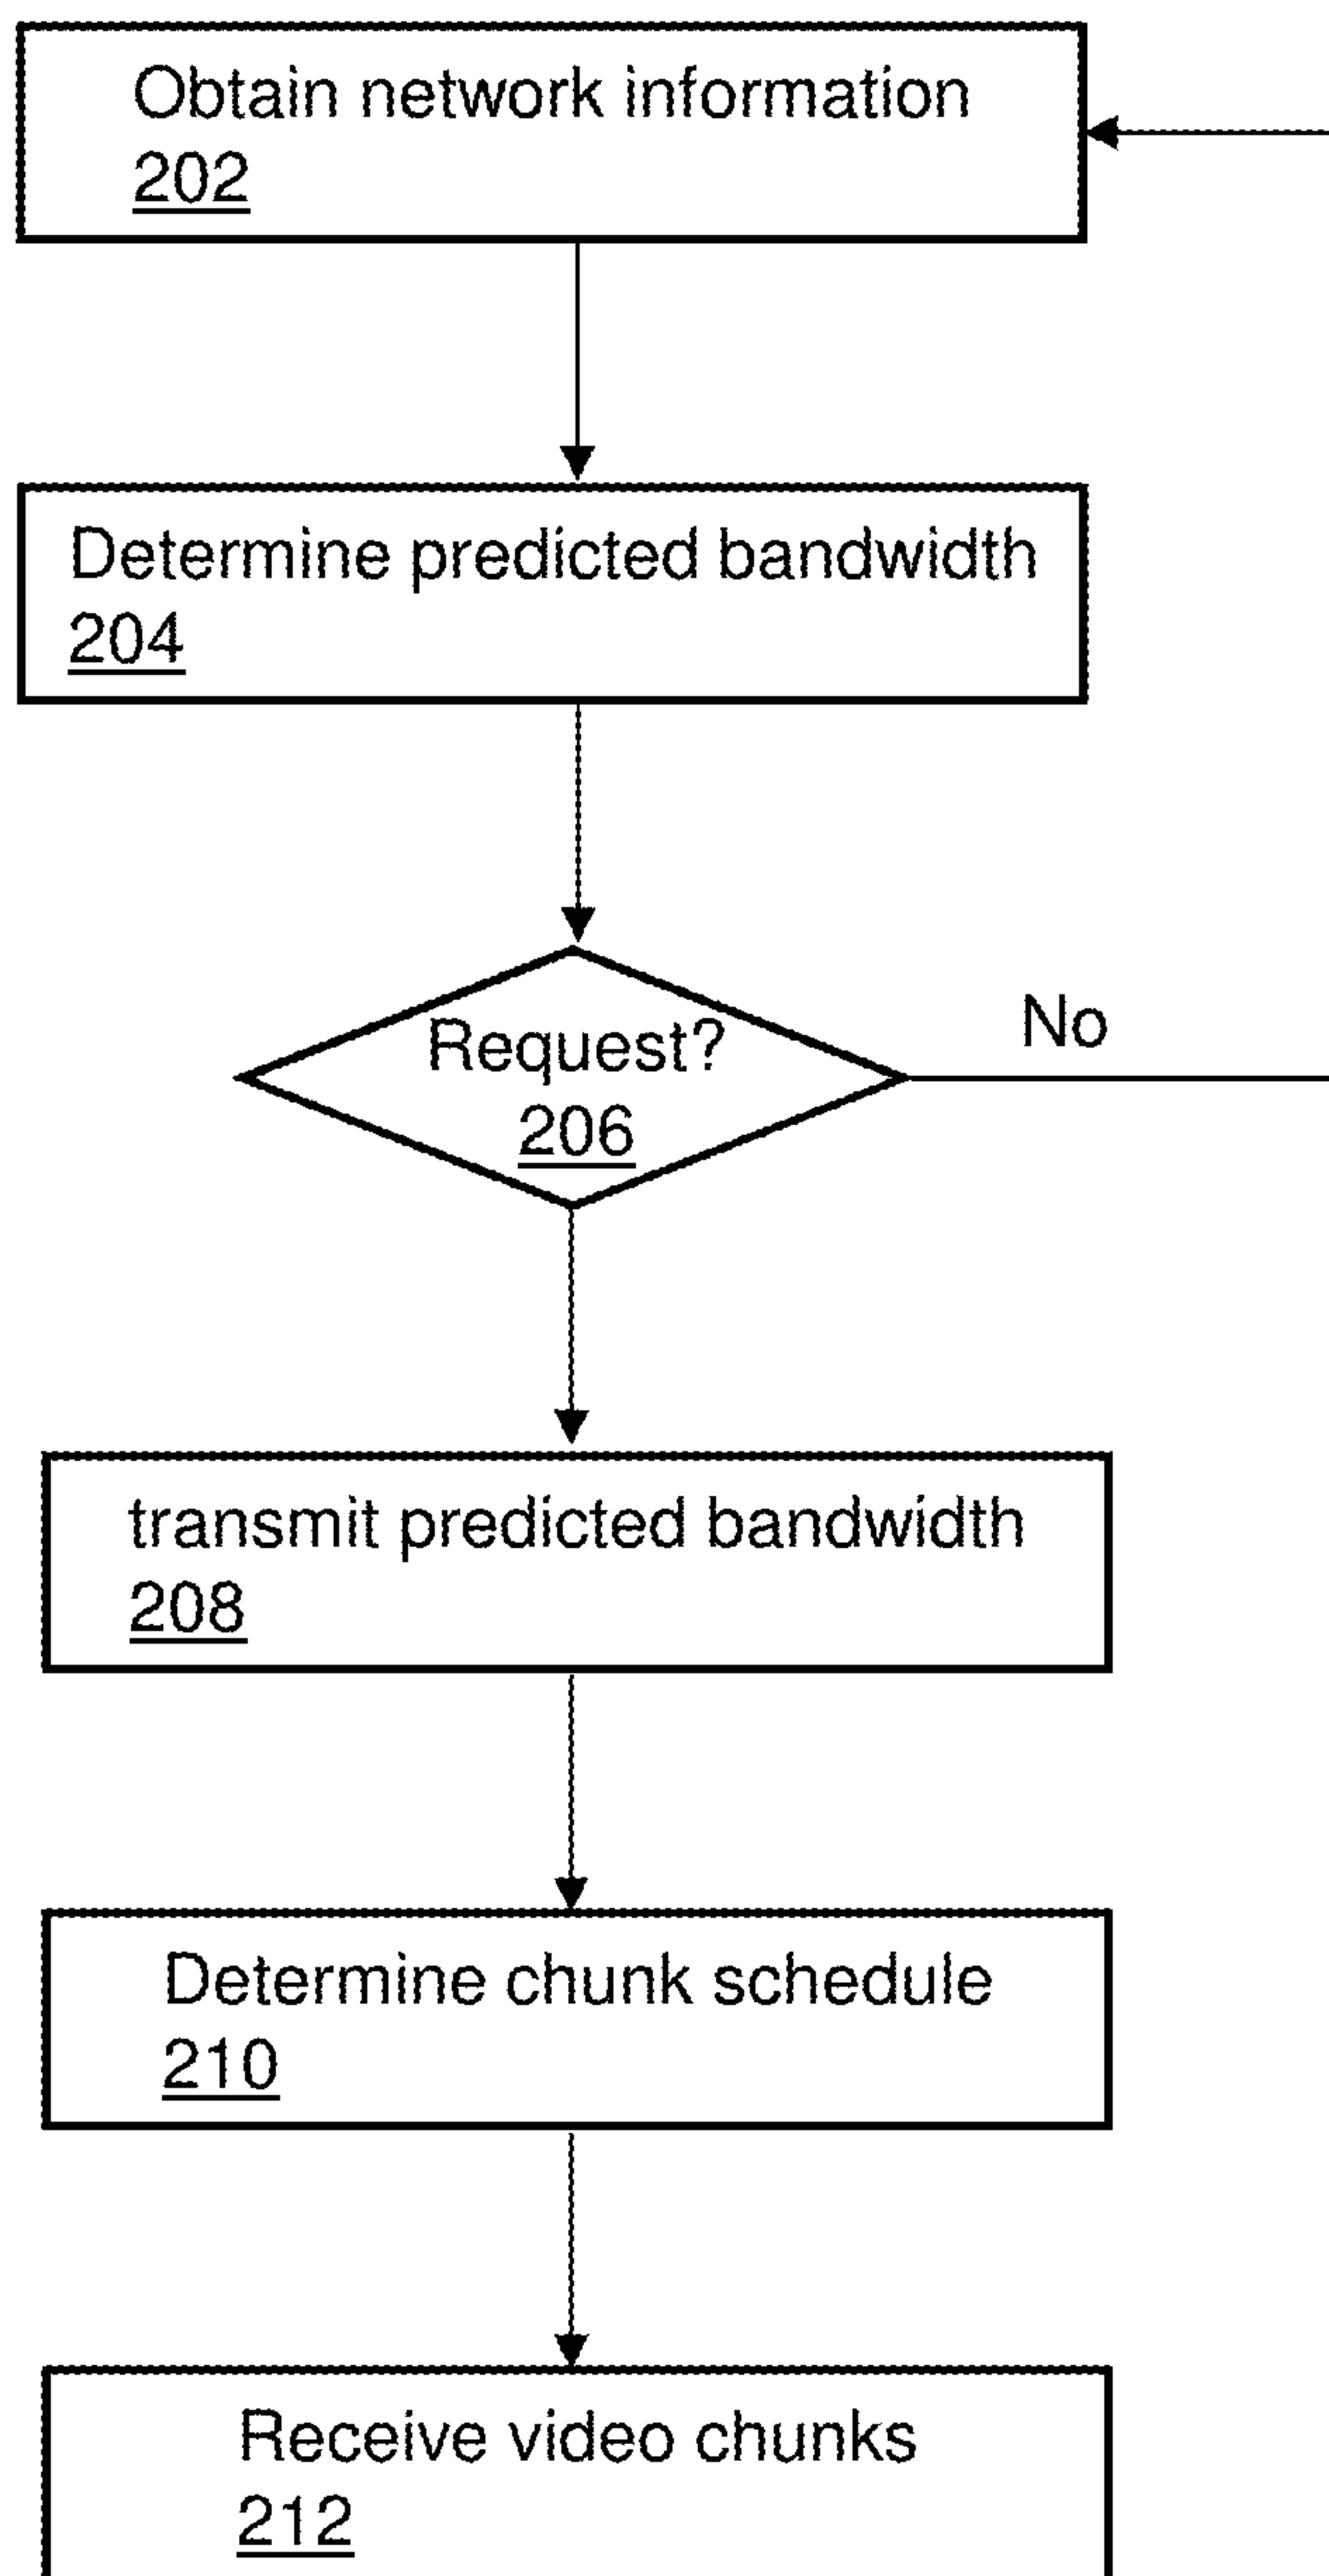 Obtain network information
202
Determine predicted bandwidth
204
Request?
206
No
transmit predicted bandwidth
208
Determine chunk schedule
210
Receive video chunks
212